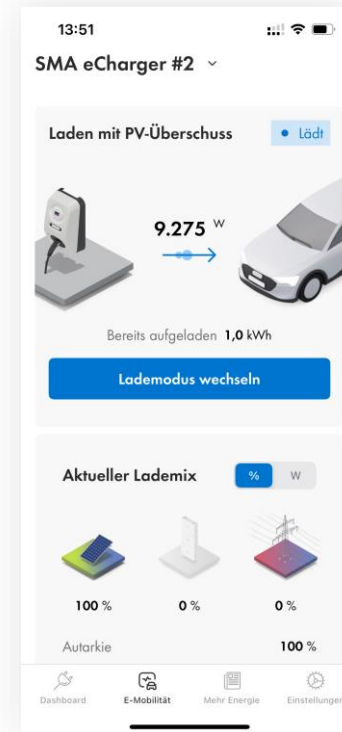 13:51
SMA eCharger #2
Laden mit PV-Überschuss
Lädt
9.275 W
Bereits aufgeladen 1,0 kWh
Lademodus wechseln
Aktueller Lademix
% W
100 % 0 % 0 %
Autarkie 100 %
Dashboard E-Mobilität Mehr Energie Einstellungen